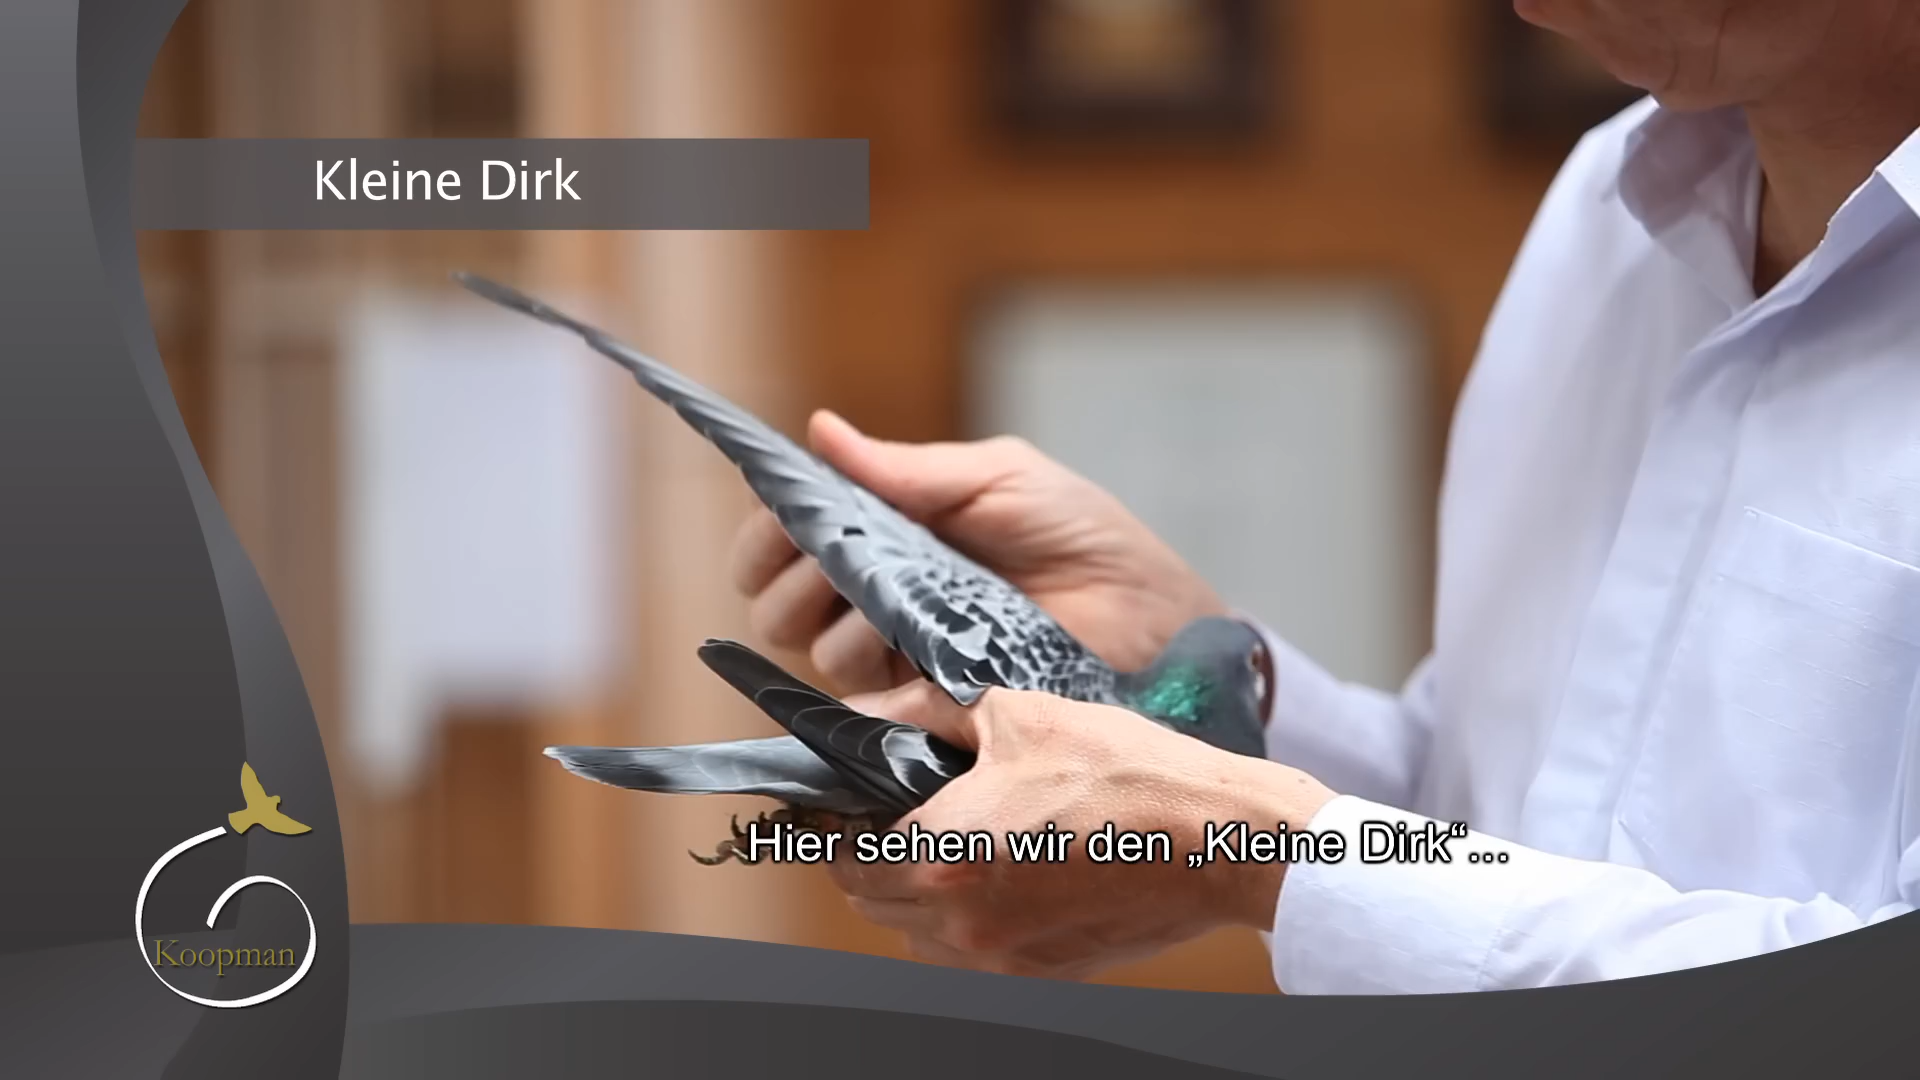 Kleine Dirk
Hier sehen wir den „Kleine Dirk“...
Koopman